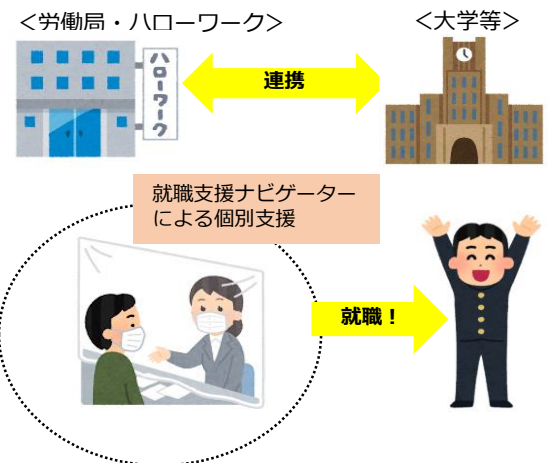 ＜労働局・ハローワーク＞
＜大学等＞
ハローワーク
連携
就職支援ナビゲーター
による個別支援
就職！